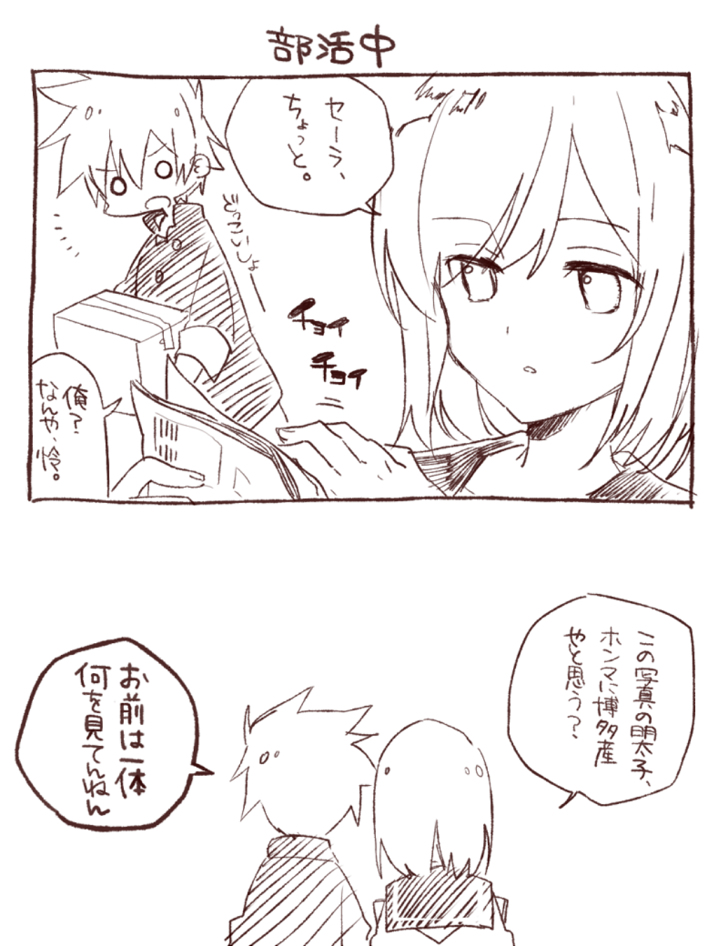 部活中
セーラ、
ちょっと。
どっこいしょ
チョイ
チョイ
俺?
なんや、怜。
この写真の明太子、
ホンマに博多産
やと思う?
お前は一体
何を見てんねん